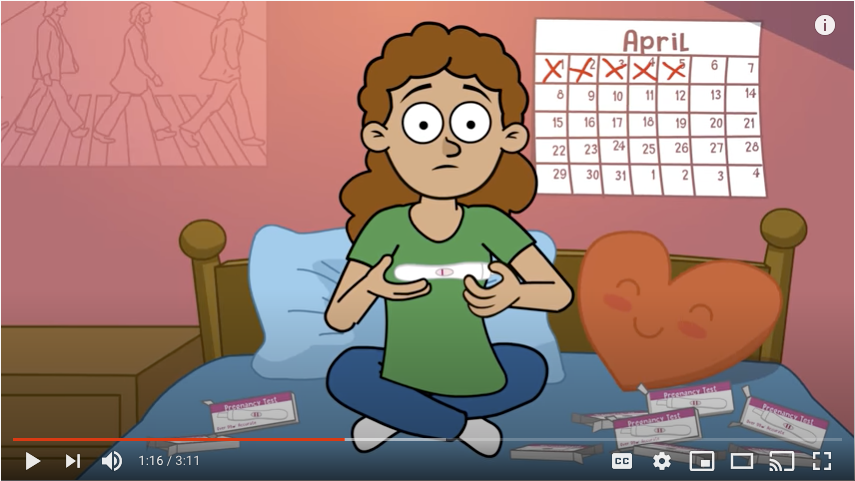 April
1 2 3 4 5 6 7
8 9 10 11 12 13 14
15 16 17 18 19 20 21
22 23 24 25 26 27 28
29 30 31 1 2 3 4
Pregnancy Test
Pregnancy Test
Pregnancy Test
Pregnancy Test
1:16 / 3:11
CC
i